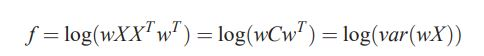 f = log(wXX^T w^T) = log(wCw^T) = log(var(wX))